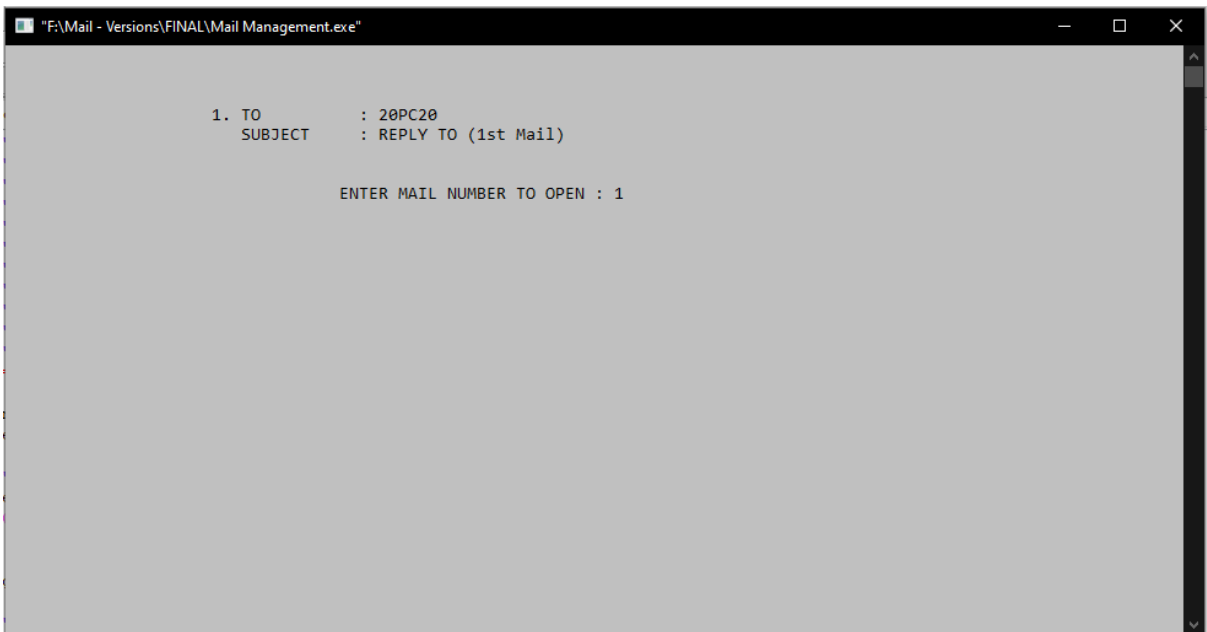 "F:\Mail - Versions\FINAL\Mail Management.exe"
1. TO : 20PC20
SUBJECT : REPLY TO (1st Mail)
ENTER MAIL NUMBER TO OPEN : 1